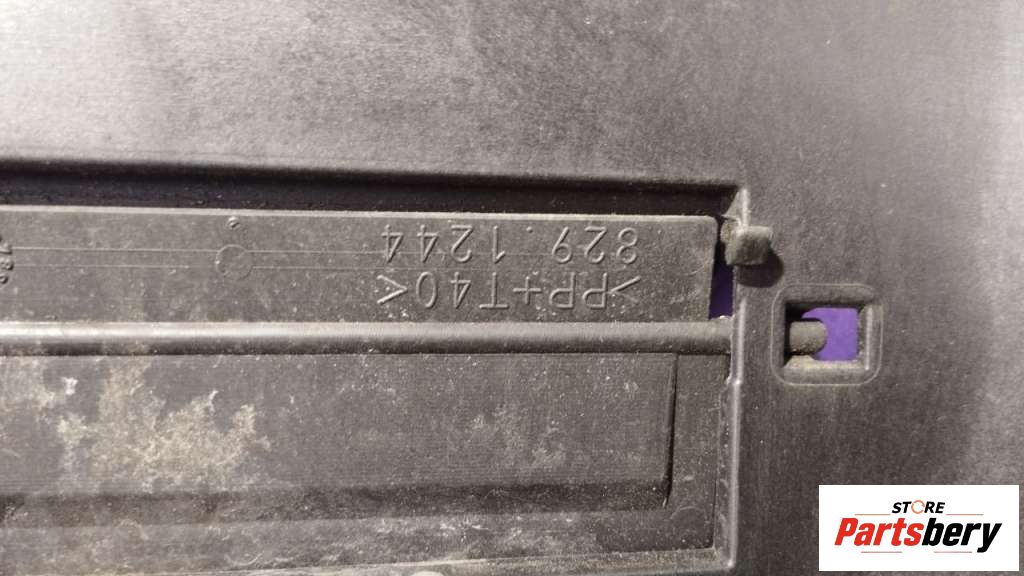 829.1244
>PP+T40<
STORE
Partsbery